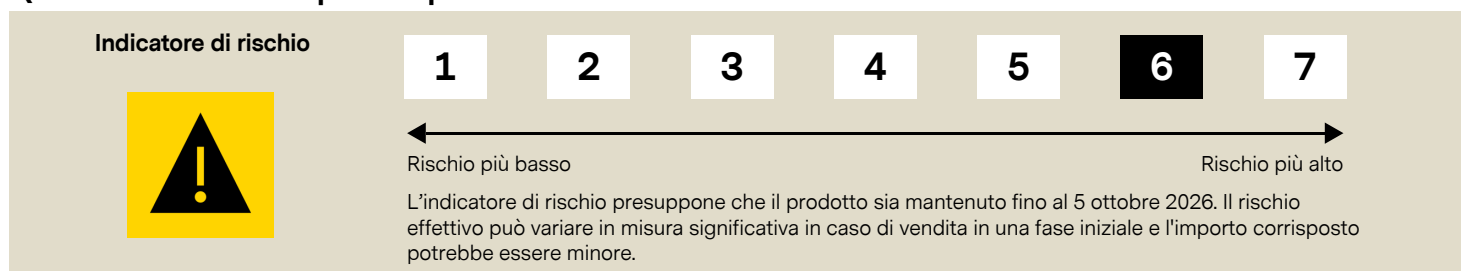 Indicatore di rischio
1 2 3 4 5 6 7
Rischio più basso Rischio più alto
L'indicatore di rischio presuppone che il prodotto sia mantenuto fino al 5 ottobre 2026. Il rischio
effettivo può variare in misura significativa in caso di vendita in una fase iniziale e l'importo corrisposto
potrebbe essere minore.